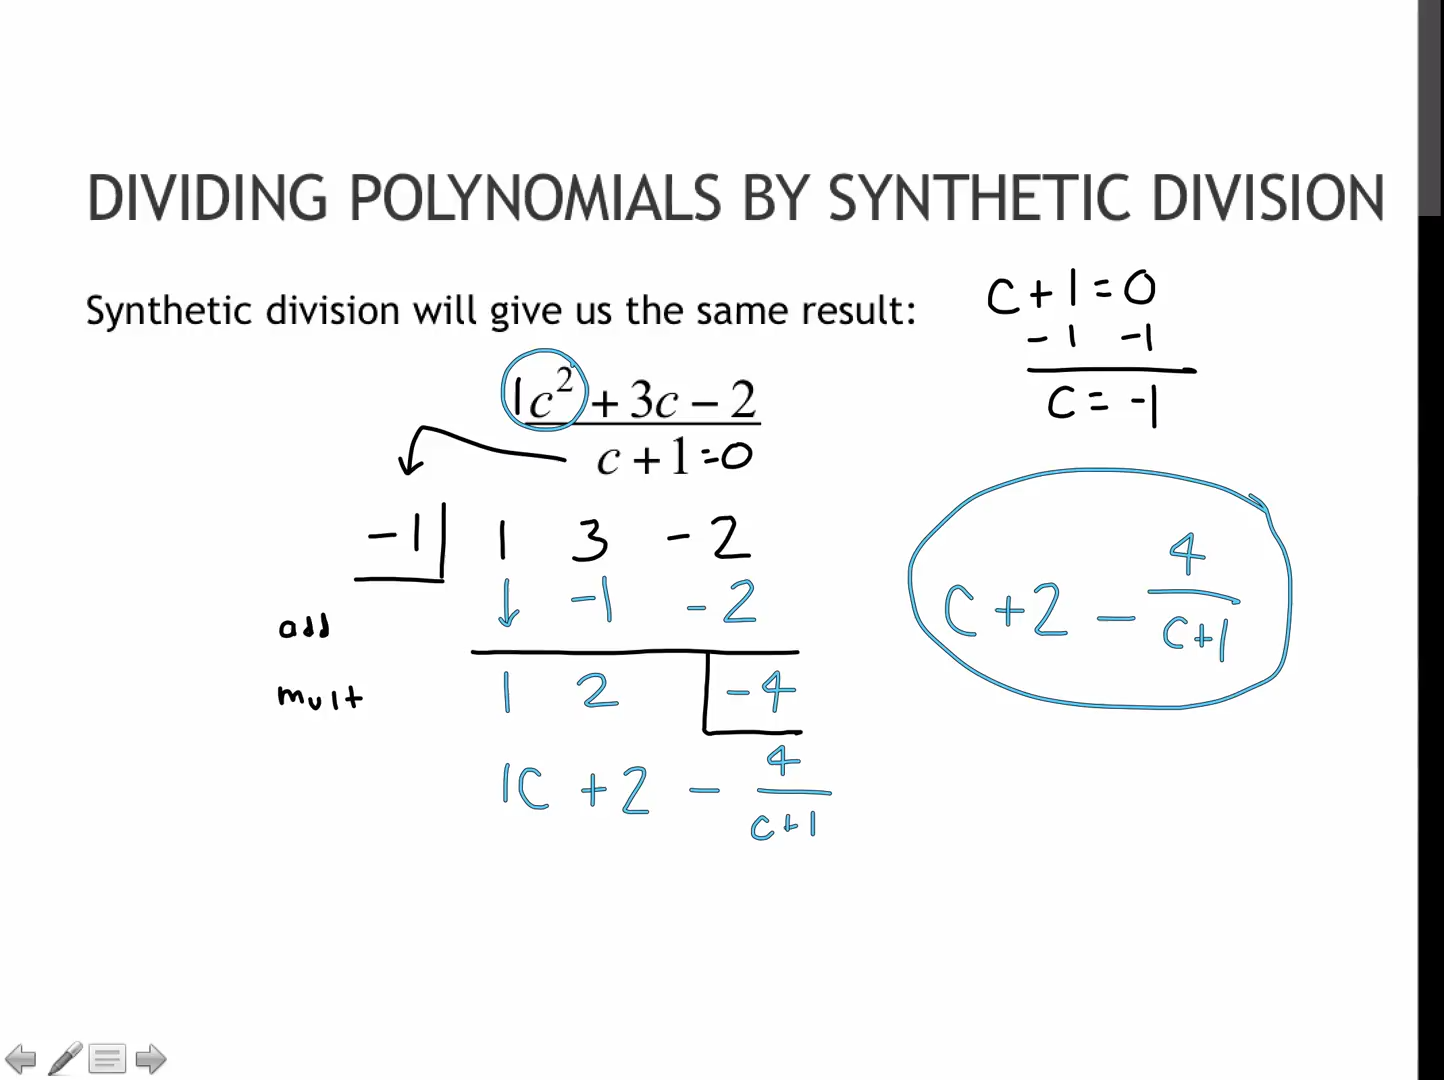 DIVIDING POLYNOMIALS BY SYNTHETIC DIVISION
Synthetic division will give us the same result:
c+1=0
-1 -1
c = -1
1c² + 3c − 2
c + 1 =0
-1 1 3 -2
-1 -2
add
mult 1 2 -4
1c + 2 - 4
c+1
c + 2 - 4
c+1